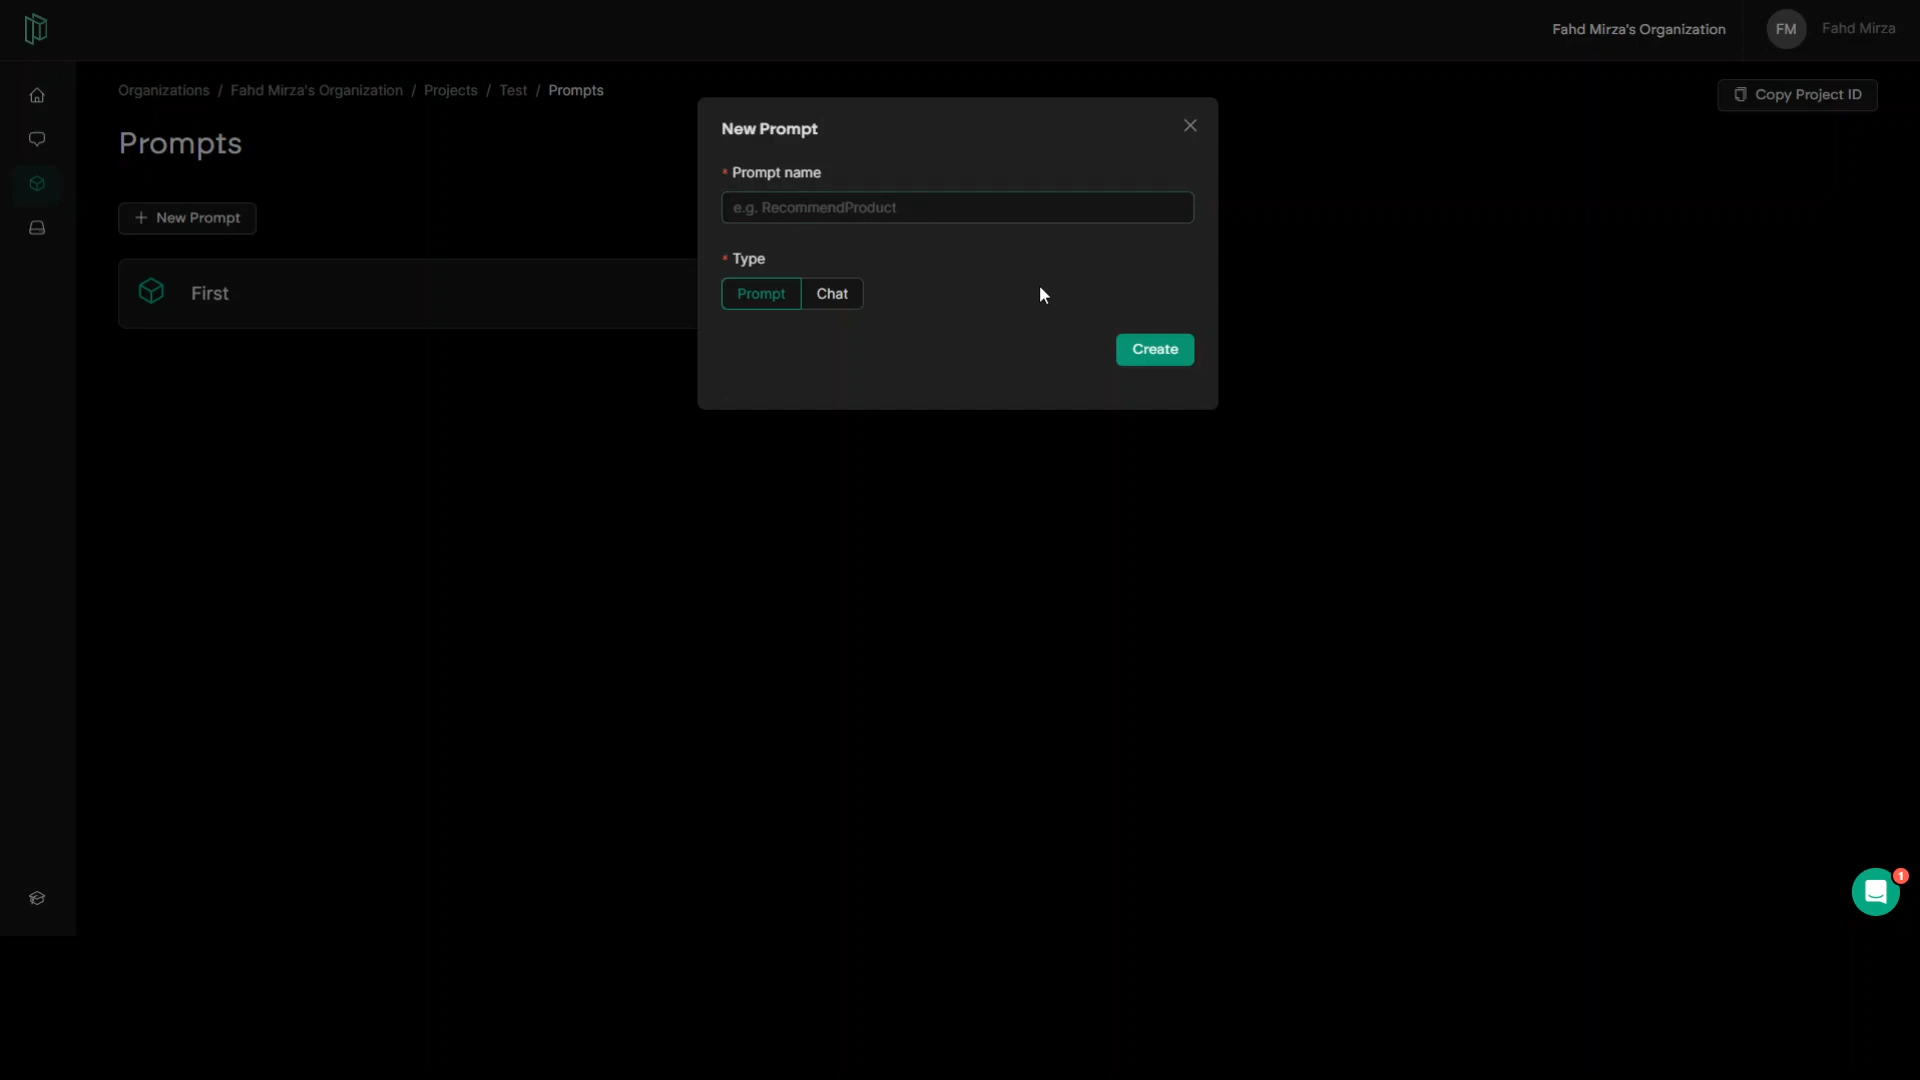 Fahd Mirza's Organization
FM
Fahd Mirza
Organizations / Fahd Mirza's Organization / Projects / Test / Prompts
Copy Project ID
Prompts
+ New Prompt
First
New Prompt
* Prompt name
e.g. RecommendProduct
* Type
Prompt
Chat
Create
1